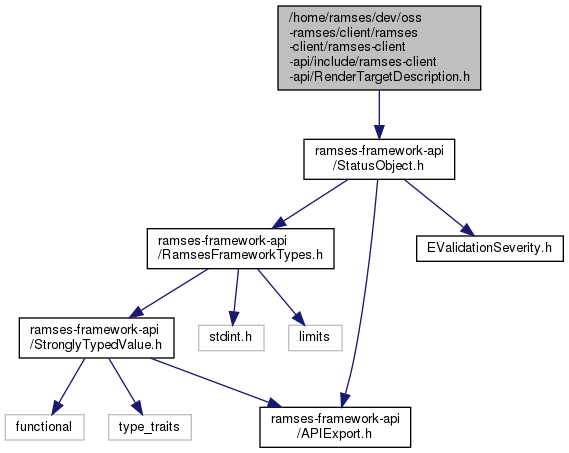 /home/ramses/dev/oss
-ramses/client/ramses
-client/ramses-client
-api/include/ramses-client
-api/RenderTargetDescription.h
ramses-framework-api
/StatusObject.h
ramses-framework-api
/RamsesFrameworkTypes.h
EValidationSeverity.h
ramses-framework-api
/StronglyTypedValue.h
stdint.h
limits
functional
type_traits
ramses-framework-api
/APIExport.h